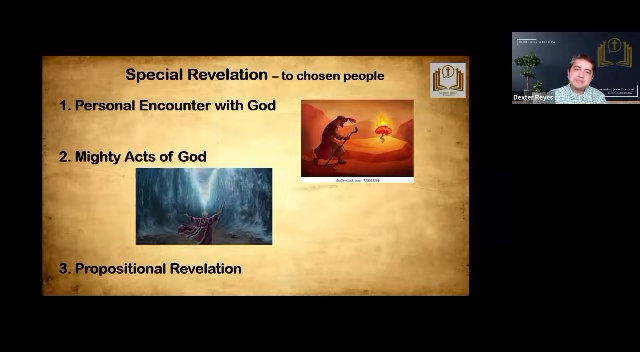 Special Revelation – to chosen people
1. Personal Encounter with God
2. Mighty Acts of God
3. Propositional Revelation
Dexter Reyes